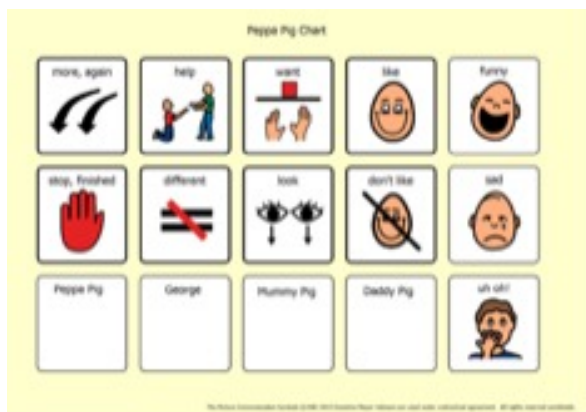 Peppa Pig Chart
more, again
help
want
like
funny
stop, finished
different
look
don't like
sad
Peppa Pig
George
Mummy Pig
Daddy Pig
uh oh!